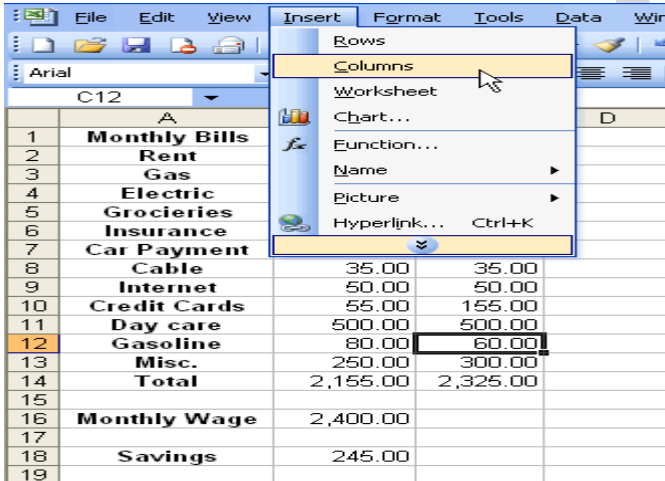 File Edit View Insert Format Tools Data Win
Arial
C12
Rows
Columns
Worksheet
Chart...
Function...
Name
Picture
Hyperlink... Ctrl+K
A D
1 Monthly Bills
2 Rent
3 Gas
4 Electric
5 Grocieries
6 Insurance
7 Car Payment
8 Cable 35.00 35.00
9 Internet 50.00 50.00
10 Credit Cards 55.00 155.00
11 Day care 500.00 500.00
12 Gasoline 80.00 60.00
13 Misc. 250.00 300.00
14 Total 2,155.00 2,325.00
15
16 Monthly Wage 2,400.00
17
18 Savings 245.00
19